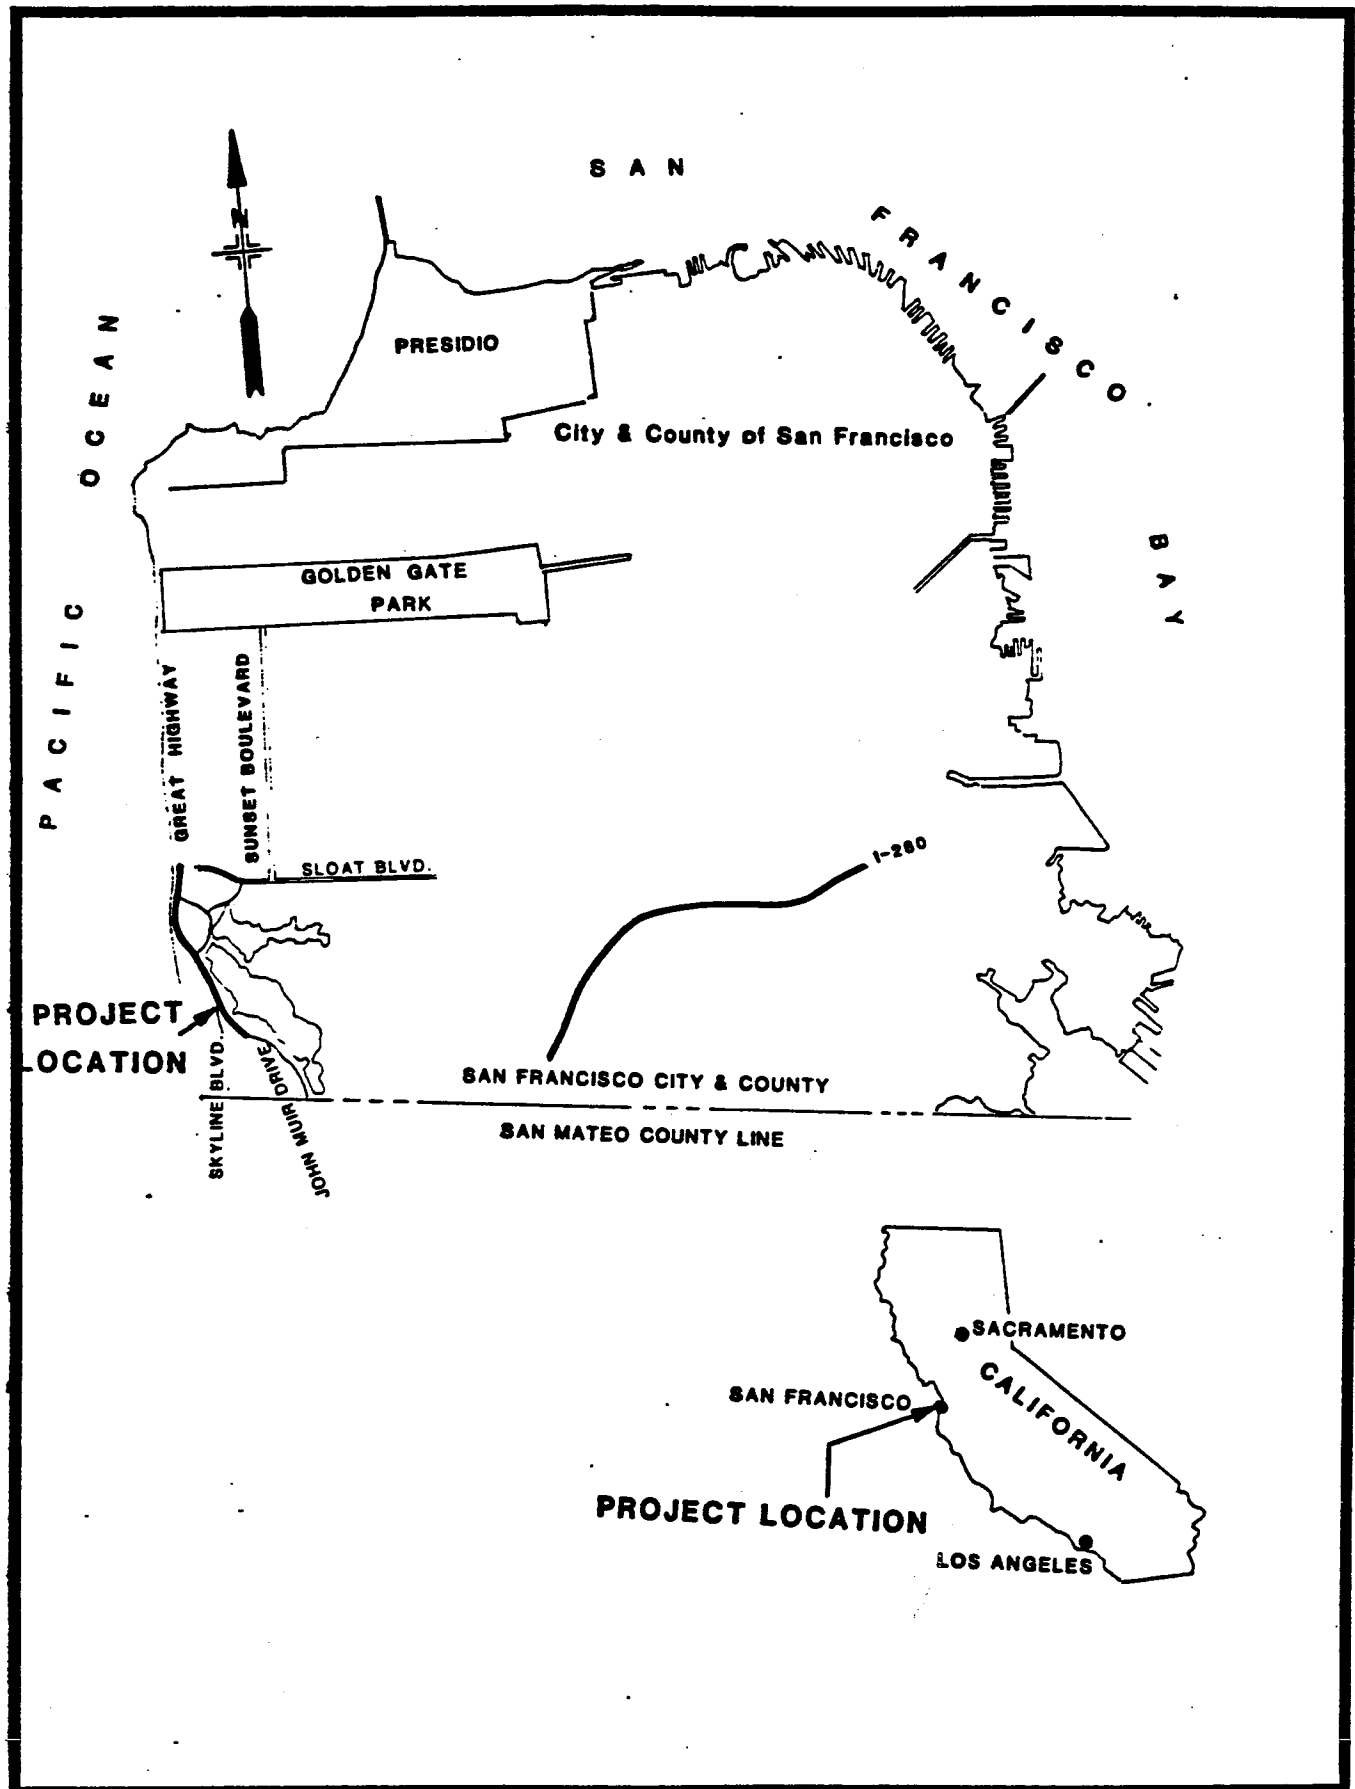 SAN
FRANCISCO
BAY
N
PACIFIC OCEAN
PRESIDIO
City & County of San Francisco
GOLDEN GATE
PARK
GREAT HIGHWAY
SUNSET BOULEVARD
SLOAT BLVD.
I-280
PROJECT
LOCATION
SKYLINE BLVD.
JOHN MUIR DRIVE
SAN FRANCISCO CITY & COUNTY
SAN MATEO COUNTY LINE
SACRAMENTO
CALIFORNIA
SAN FRANCISCO
PROJECT LOCATION
LOS ANGELES